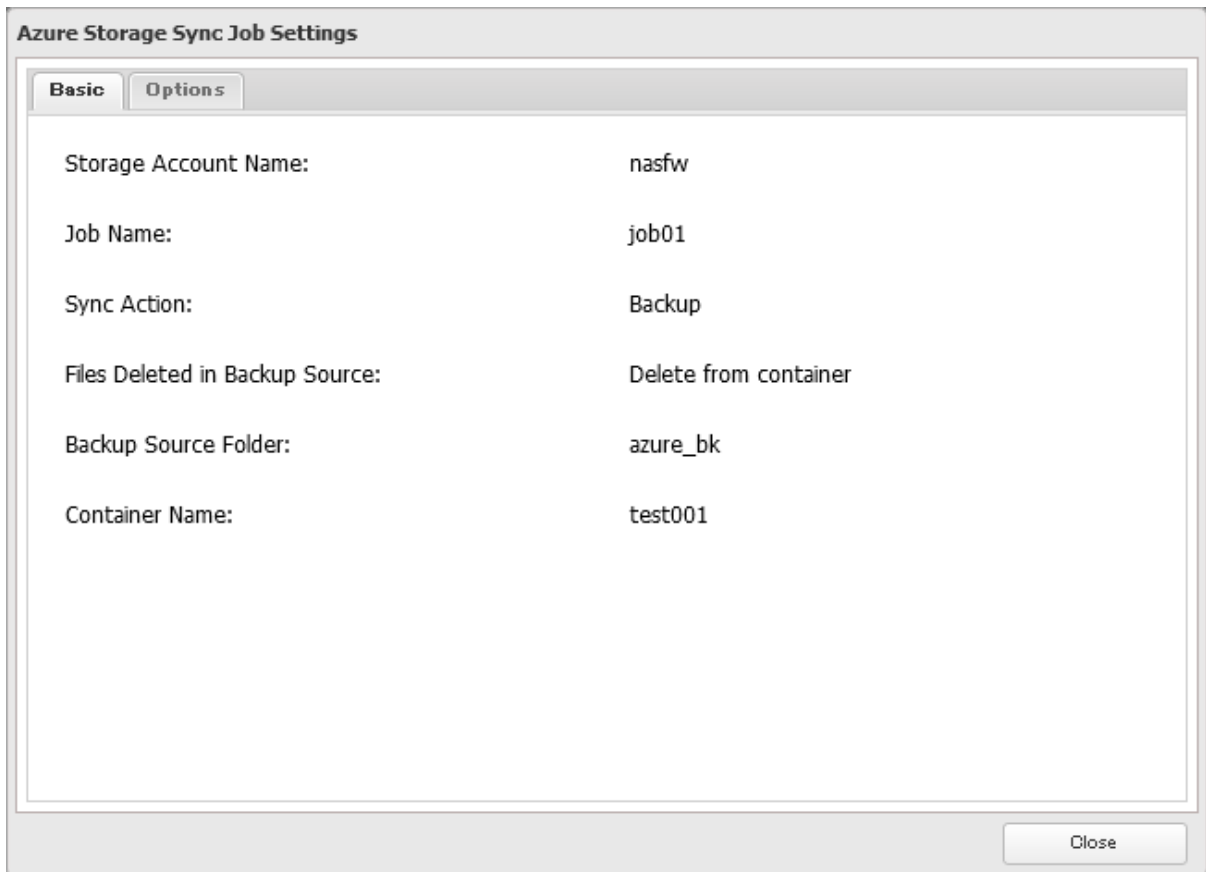 Azure Storage Sync Job Settings
Basic Options
Storage Account Name: nasfw
Job Name: job01
Sync Action: Backup
Files Deleted in Backup Source: Delete from container
Backup Source Folder: azure_bk
Container Name: test001
Close